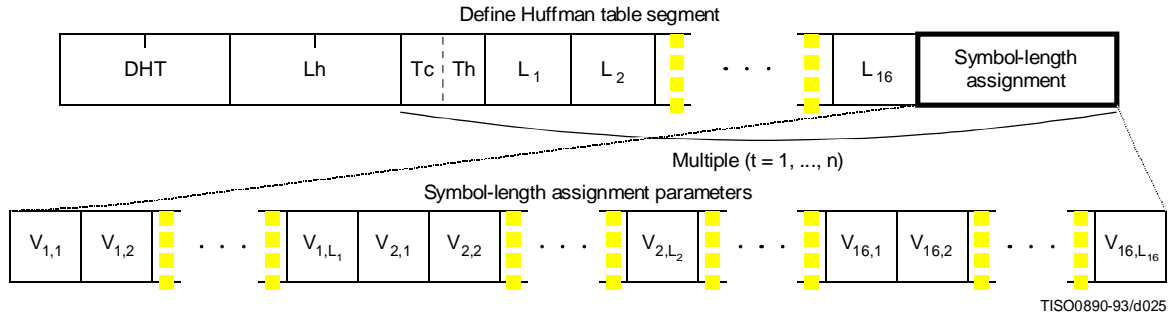 Define Huffman table segment
DHT Lh Tc Th L1 L2 . . . L16 Symbol-length assignment
Multiple (t = 1, ..., n)
Symbol-length assignment parameters
V1,1 V1,2 . . . V1,L1 V2,1 V2,2 . . . V2,L2 . . . V16,1 V16,2 . . . V16,L16
TISO0890-93/d025